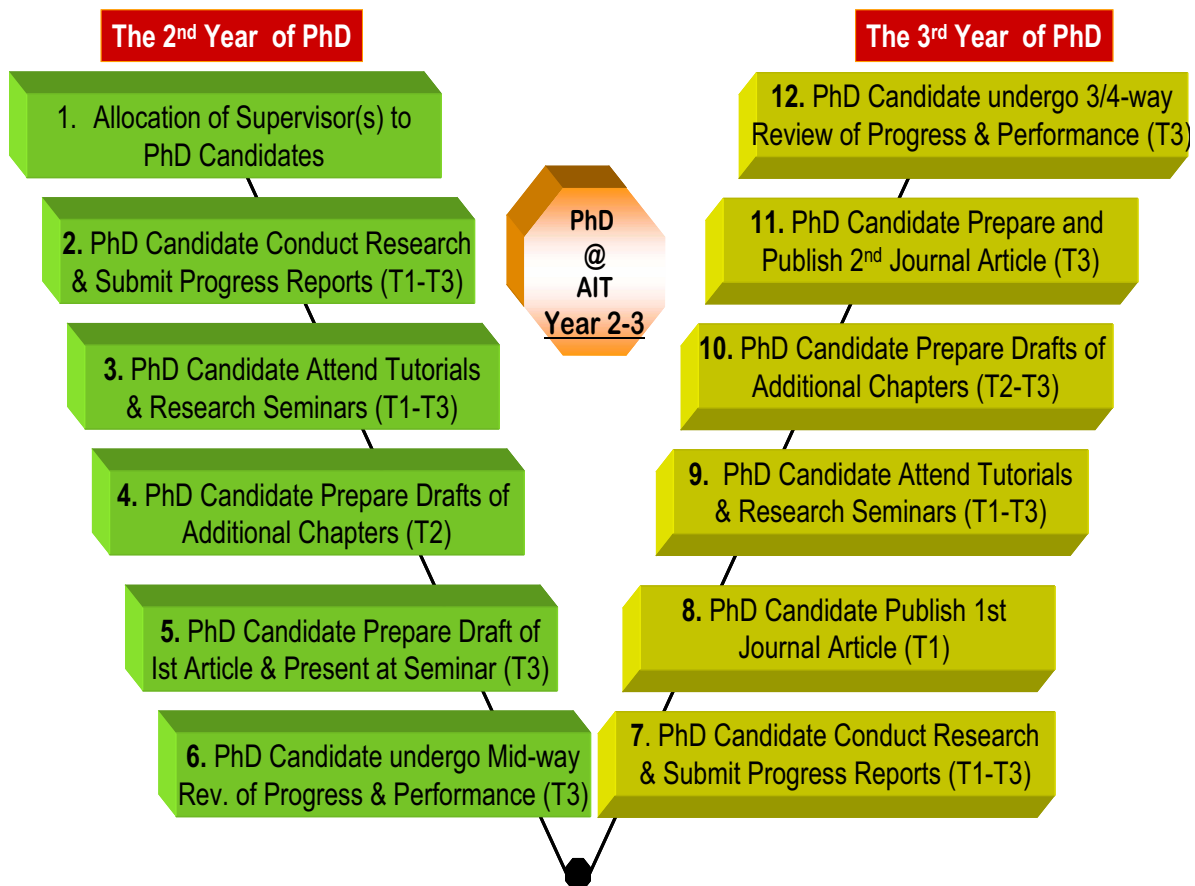 The 2nd Year of PhD
1. Allocation of Supervisor(s) to
PhD Candidates
2. PhD Candidate Conduct Research
& Submit Progress Reports (T1-T3)
3. PhD Candidate Attend Tutorials
& Research Seminars (T1-T3)
4. PhD Candidate Prepare Drafts of
Additional Chapters (T2)
5. PhD Candidate Prepare Draft of
Ist Article & Present at Seminar (T3)
6. PhD Candidate undergo Mid-way
Rev. of Progress & Performance (T3)
PhD
@
AIT
Year 2-3
The 3rd Year of PhD
12. PhD Candidate undergo 3/4-way
Review of Progress & Performance (T3)
11. PhD Candidate Prepare and
Publish 2nd Journal Article (T3)
10. PhD Candidate Prepare Drafts of
Additional Chapters (T2-T3)
9. PhD Candidate Attend Tutorials
& Research Seminars (T1-T3)
8. PhD Candidate Publish 1st
Journal Article (T1)
7. PhD Candidate Conduct Research
& Submit Progress Reports (T1-T3)